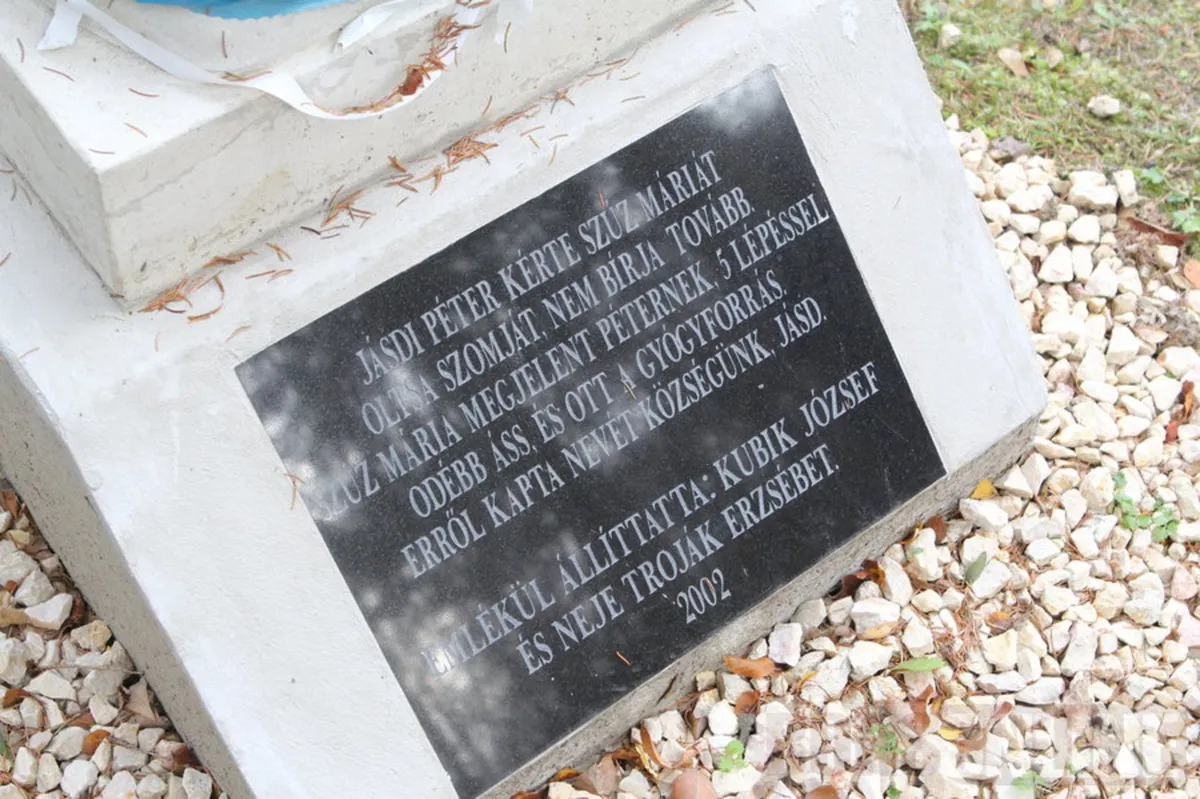 JÁSDI PÉTER KÉRTE SZŰZ MÁRIÁT
OLTSA SZOMJÁT, NEM BÍRJA TOVÁBB.
SZŰZ MÁRIA MEGJELENT PÉTERNEK, 5 LÉPÉSSEL
ODÉBB ÁSS, ÉS OTT A GYÓGYFORRÁS.
ERRŐL KAPTA NEVÉT KÖZSÉGÜNK, JÁSD.
EMLÉKÜL ÁLLÍTTATTA: KUBIK JÓZSEF
ÉS NEJE TROJÁK ERZSÉBET.
2002